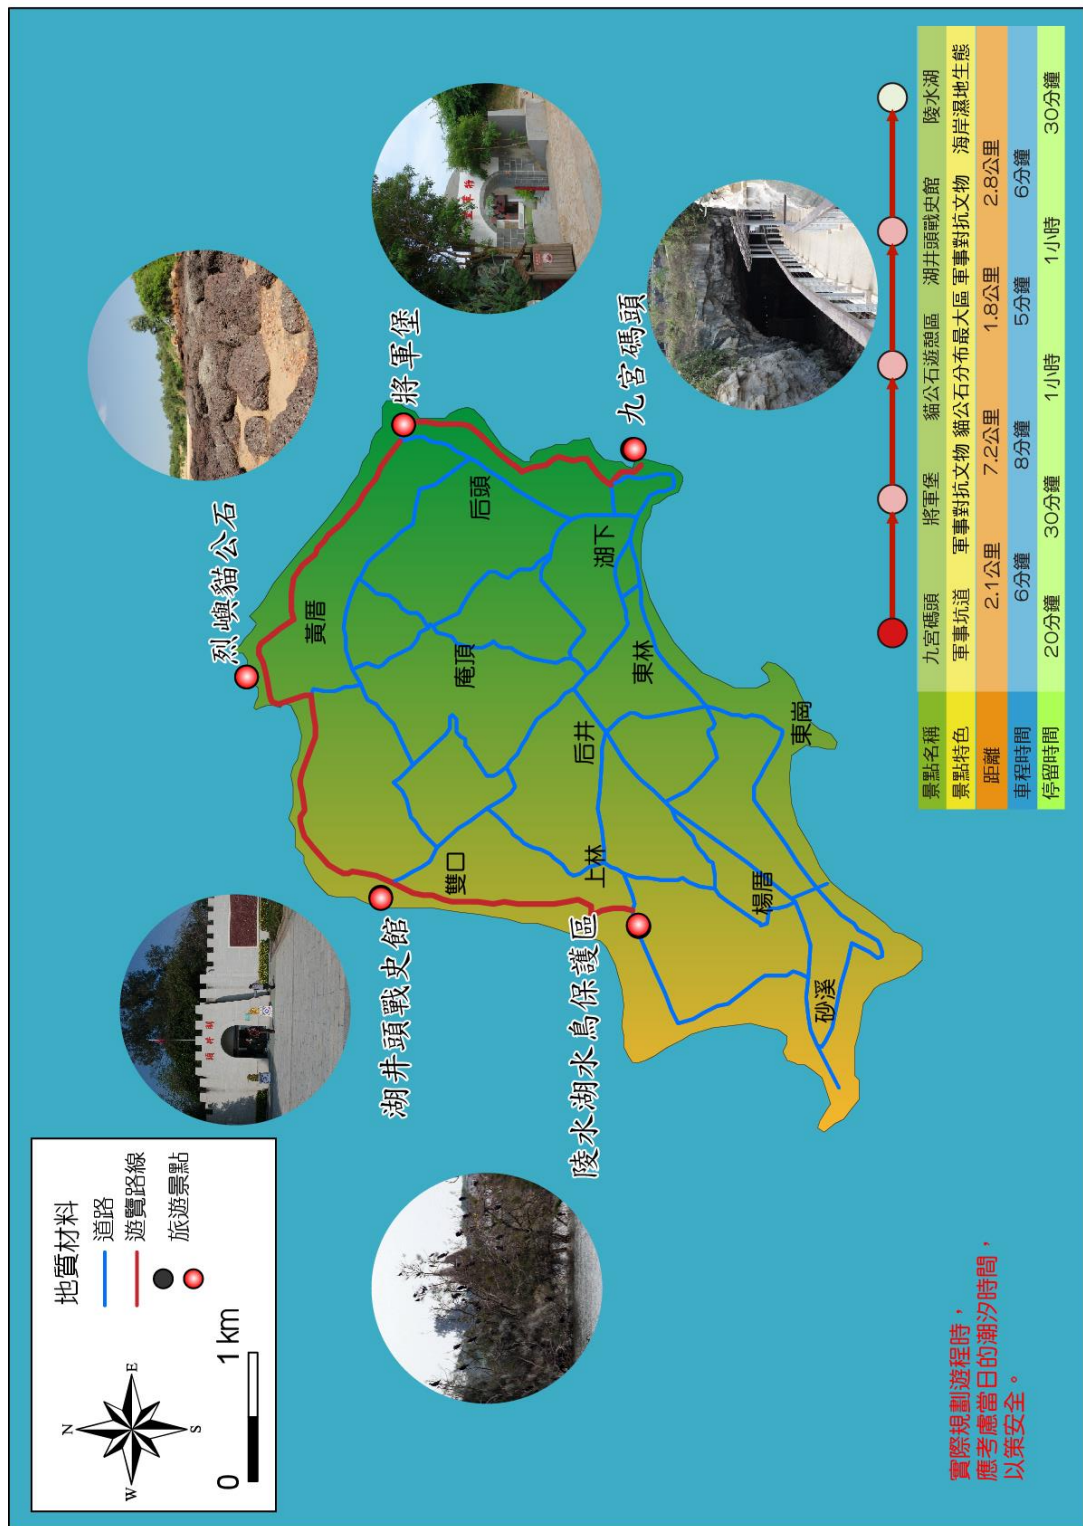 地質材料
道路
遊覽路線
旅遊景點
N
W
E
S
0
1 km
湖井頭戰史館
烈嶼貓公石
將軍堡
九宮碼頭
陵水湖水鳥保護區
黃厝
后頭
雙口
庵頂
湖下
上林
后井
東林
楊厝
東崗
砂溪
湖井頭
將軍堡
實際規劃遊程時，
應考慮當日的潮汐時間，
以策安全。
景點名稱 九宮碼頭 將軍堡 貓公石遊憩區 湖井頭戰史館 陵水湖
景點特色 軍事坑道 軍事對抗文物 貓公石分布最大區 軍事對抗文物 海岸濕地生態
距離 2.1公里 7.2公里 1.8公里 2.8公里
車程時間 6分鐘 8分鐘 5分鐘 6分鐘
停留時間 20分鐘 30分鐘 1小時 1小時 30分鐘